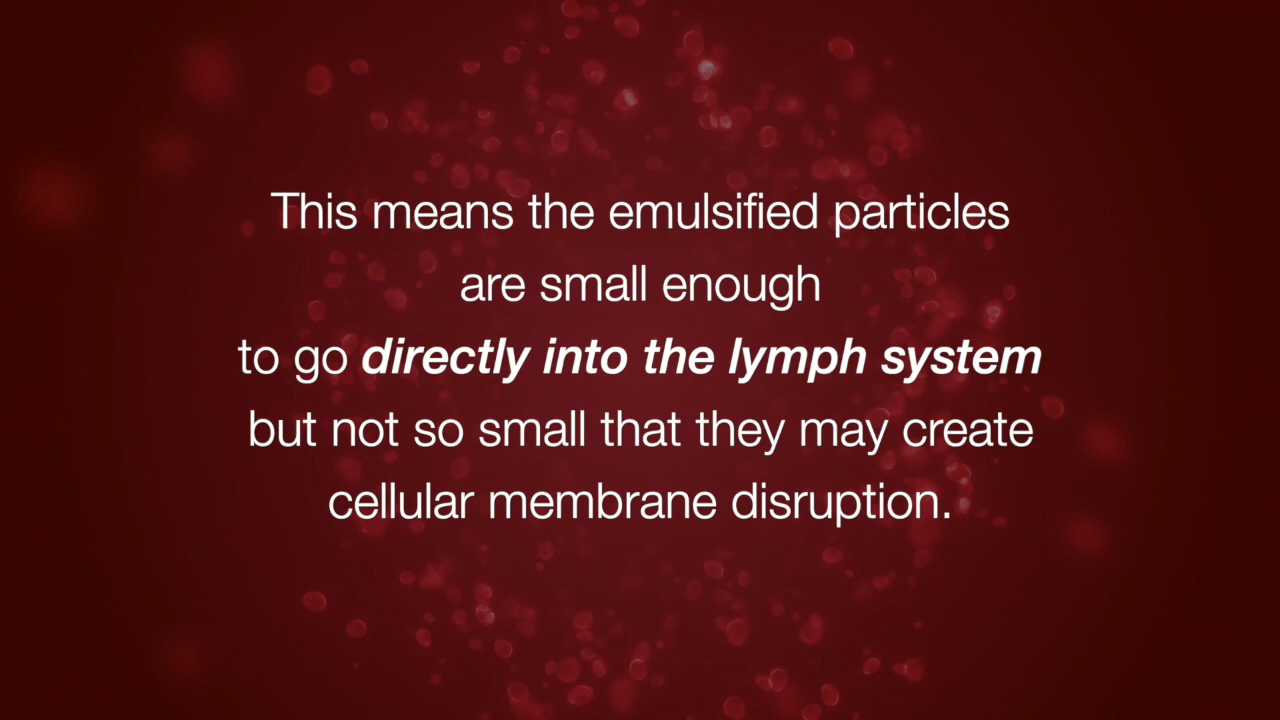 This means the emulsified particles
are small enough
to go directly into the lymph system
but not so small that they may create
cellular membrane disruption.